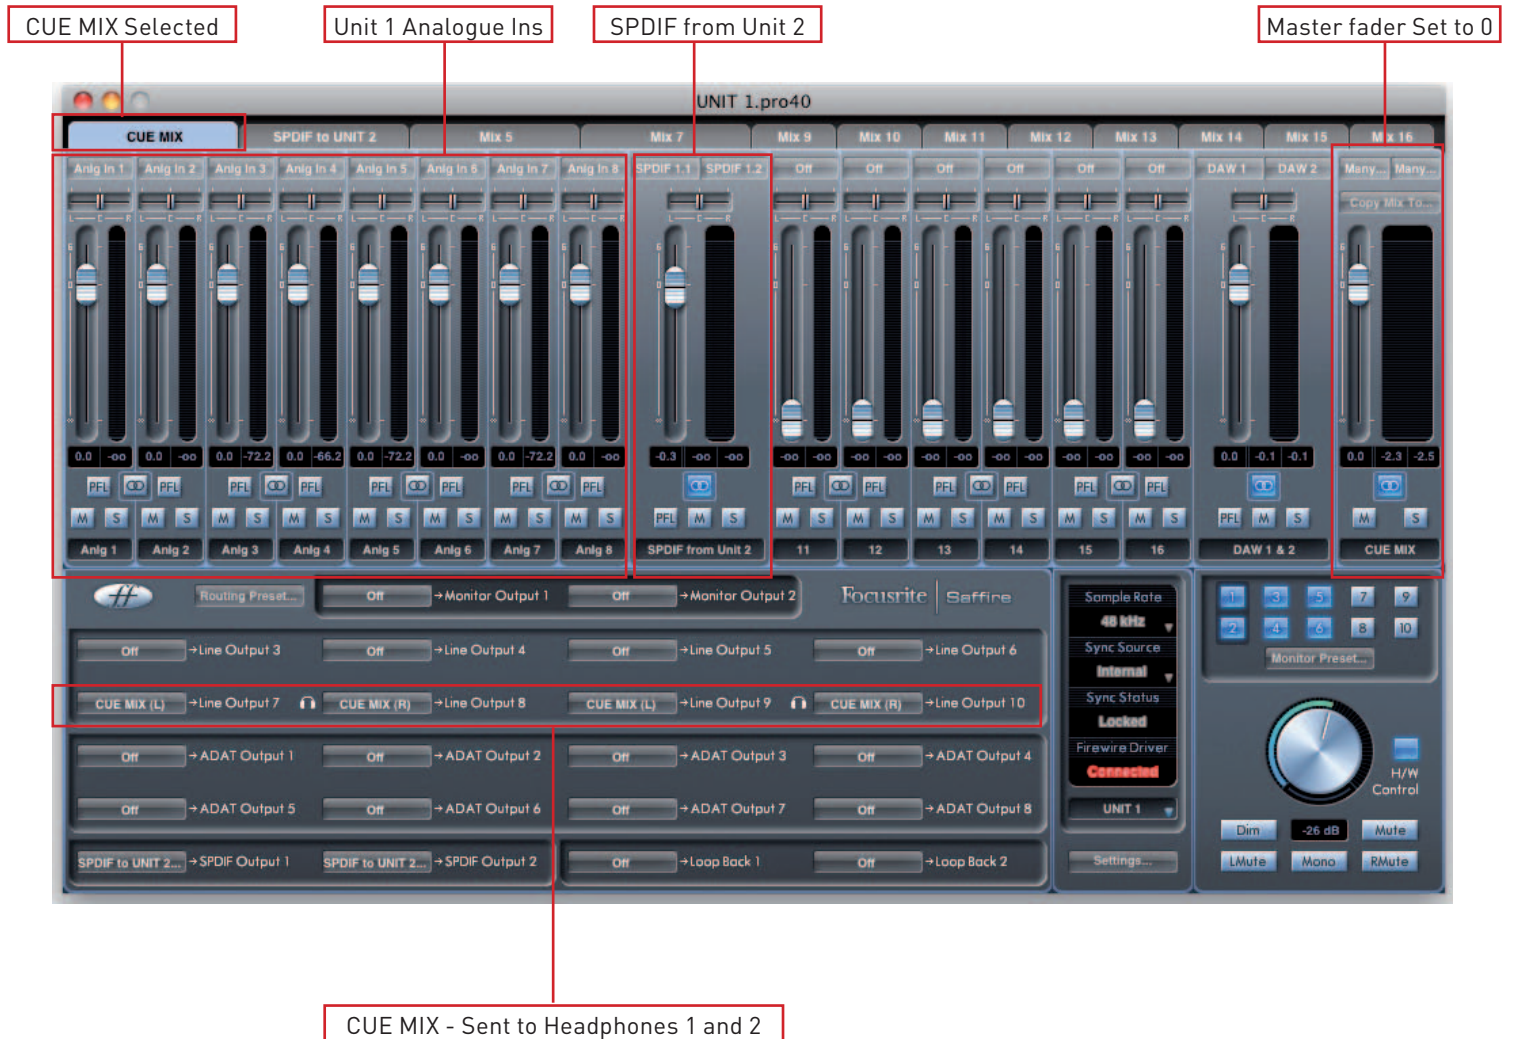 CUE MIX Selected Unit 1 Analogue Ins SPDIF from Unit 2 Master fader Set to 0
UNIT 1.pro40
CUE MIX SPDIF to UNIT 2 Mix 5 Mix 7 Mix 9 Mix 10 Mix 11 Mix 12 Mix 13 Mix 14 Mix 15 Mix 16
Anlg In 1 Anlg In 2 Anlg In 3 Anlg In 4 Anlg In 5 Anlg In 6 Anlg In 7 Anlg In 8 SPDIF 1.1 SPDIF 1.2 Off Off Off Off Off Off DAW 1 DAW 2 Many... Many...
Copy Mix To...
0.0 -oo 0.0 -oo 0.0 -72.2 0.0 -66.2 0.0 -72.2 0.0 -oo 0.0 -72.2 0.0 -oo -0.3 -oo -oo -oo -oo -oo -oo -oo -oo -oo -oo -oo -oo -oo -oo 0.0 -0.1 -0.1 0.0 -2.3 -2.5
PFL PFL PFL PFL PFL PFL PFL PFL PFL PFL PFL PFL PFL PFL
M S M S M S M S M S M S M S M S PFL M S M S M S M S M S M S M S PFL M S M S
Anlg 1 Anlg 2 Anlg 3 Anlg 4 Anlg 5 Anlg 6 Anlg 7 Anlg 8 SPDIF from Unit 2 11 12 13 14 15 16 DAW 1 & 2 CUE MIX
Routing Preset... Off →Monitor Output 1 Off →Monitor Output 2 Focusrite Saffire
Off →Line Output 3 Off →Line Output 4 Off →Line Output 5 Off →Line Output 6
CUE MIX (L) →Line Output 7 CUE MIX (R) →Line Output 8 CUE MIX (L) →Line Output 9 CUE MIX (R) →Line Output 10
Off →ADAT Output 1 Off →ADAT Output 2 Off →ADAT Output 3 Off →ADAT Output 4
Off →ADAT Output 5 Off →ADAT Output 6 Off →ADAT Output 7 Off →ADAT Output 8
SPDIF to UNIT 2... →SPDIF Output 1 SPDIF to UNIT 2... →SPDIF Output 2 Off →Loop Back 1 Off →Loop Back 2
Sample Rate
48 kHz
Sync Source
Internal
Sync Status
Locked
Firewire Driver
Connected
UNIT 1
Settings...
1 3 5 7 9
2 4 6 8 10
Monitor Preset...
H/W
Control
Dim -26 dB Mute
LMute Mono RMute
CUE MIX - Sent to Headphones 1 and 2